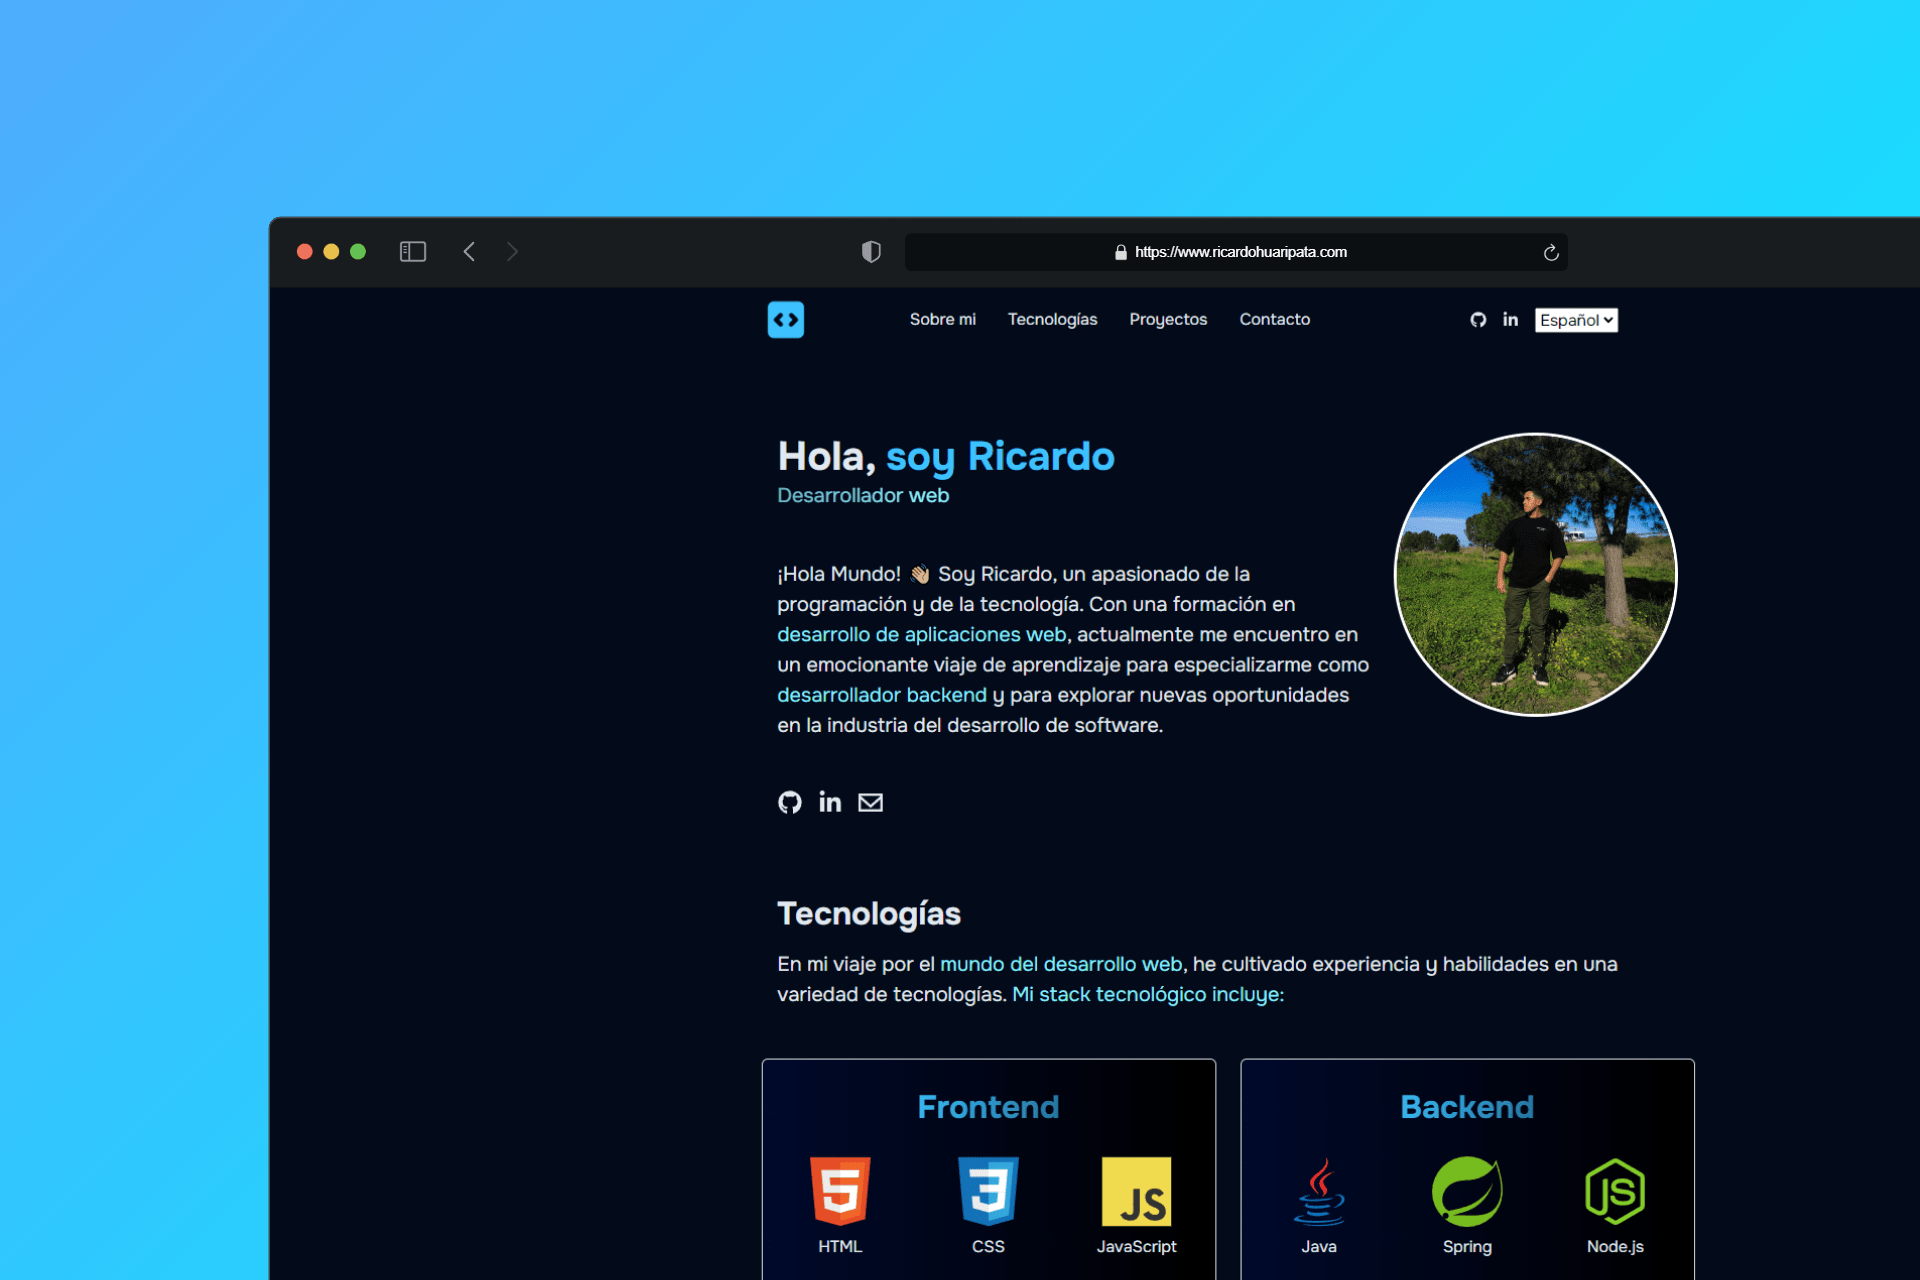 https://www.ricardohuaripata.com
Sobre mi Tecnologías Proyectos Contacto Español
Hola, soy Ricardo
Desarrollador web
¡Hola Mundo! 👋🏼 Soy Ricardo, un apasionado de la
programación y de la tecnología. Con una formación en
desarrollo de aplicaciones web, actualmente me encuentro en
un emocionante viaje de aprendizaje para especializarme como
desarrollador backend y para explorar nuevas oportunidades
en la industria del desarrollo de software.
Tecnologías
En mi viaje por el mundo del desarrollo web, he cultivado experiencia y habilidades en una
variedad de tecnologías. Mi stack tecnológico incluye:
Frontend
HTML CSS JavaScript
Backend
Java Spring Node.js